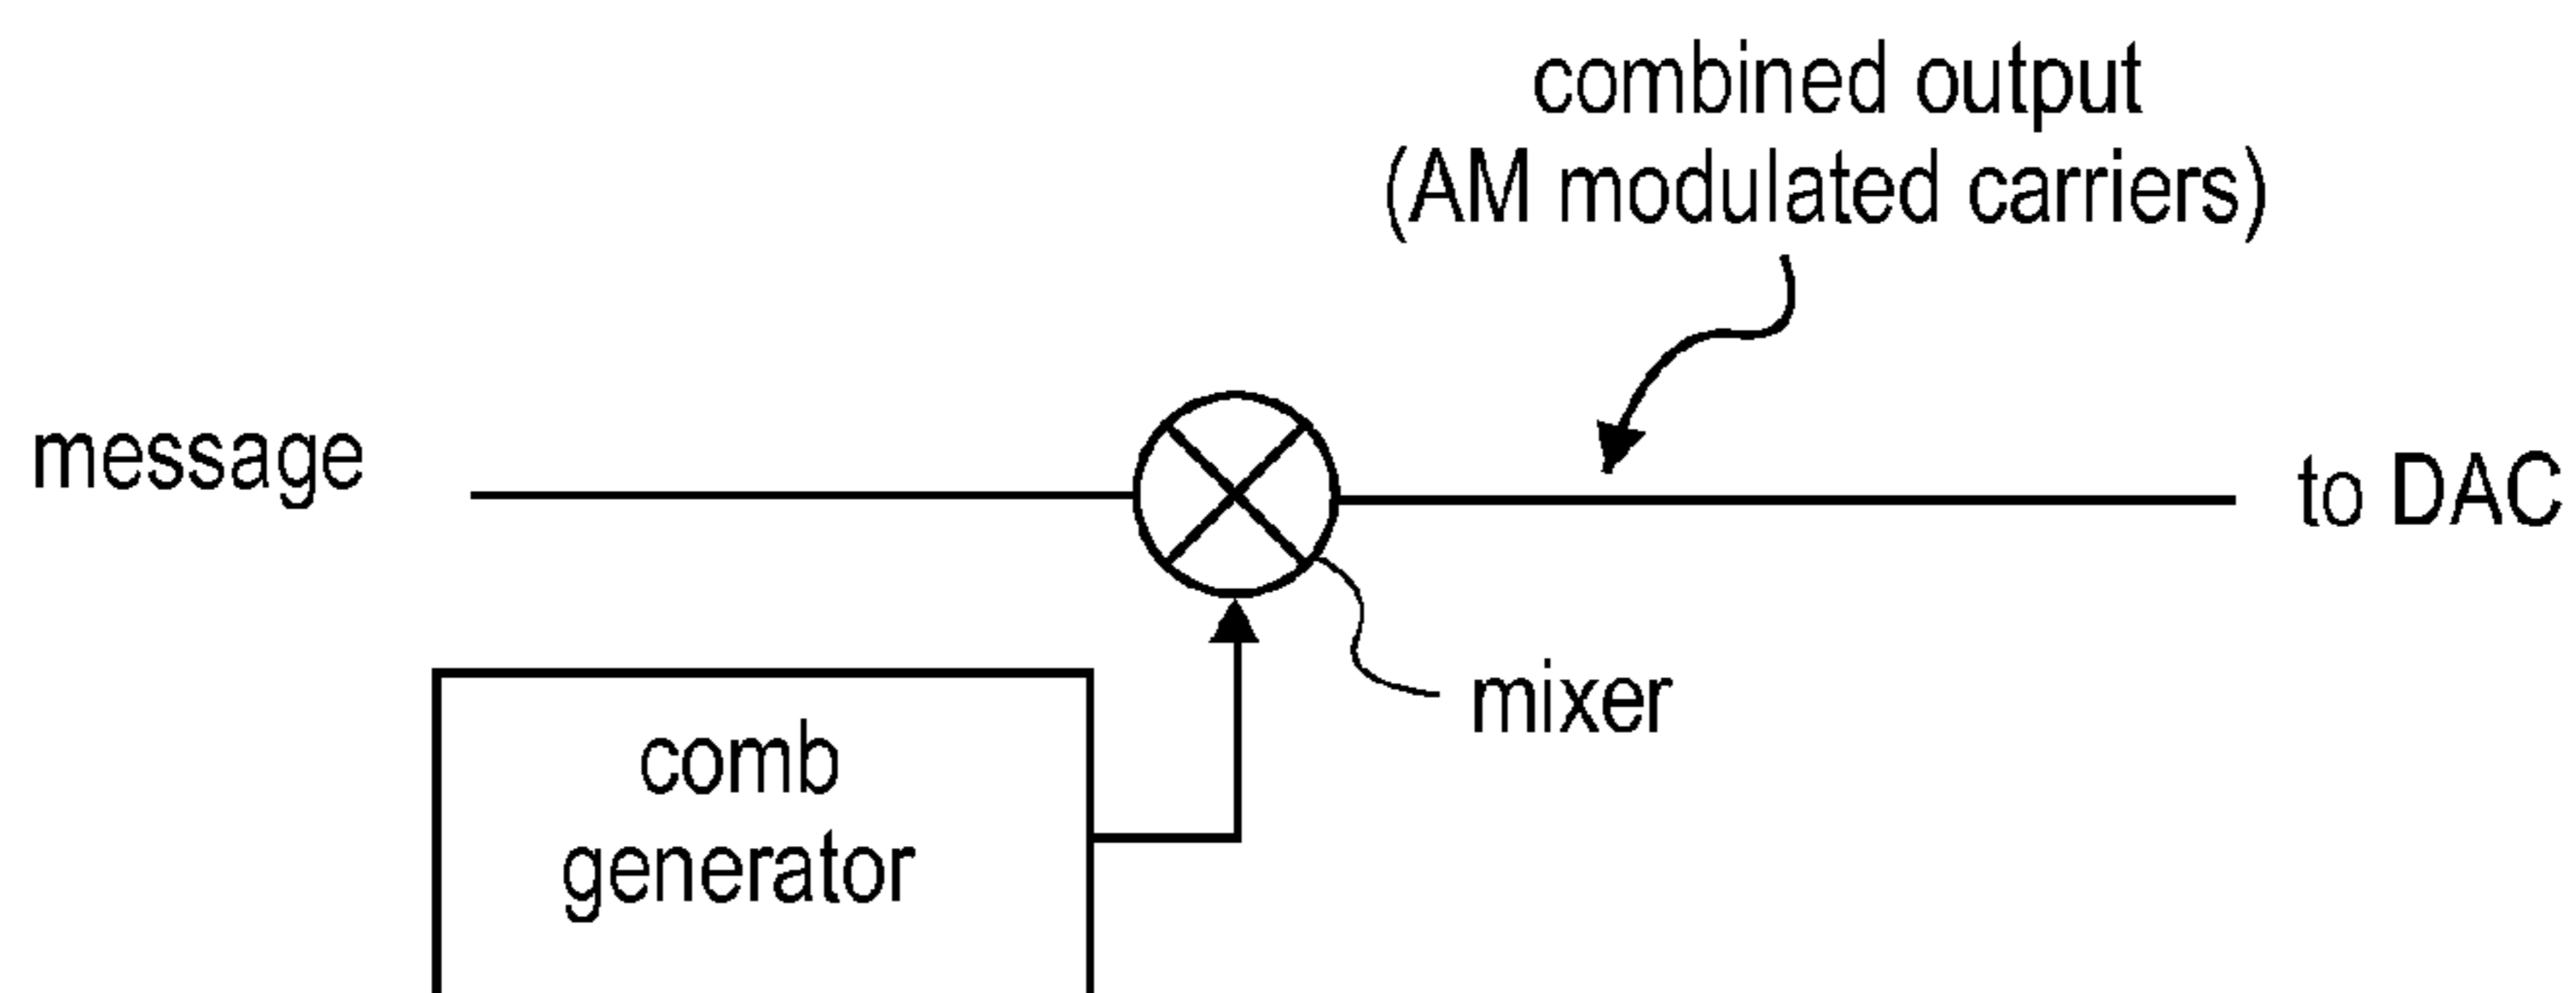 combined output
(AM modulated carriers)
message
to DAC
mixer
comb
generator